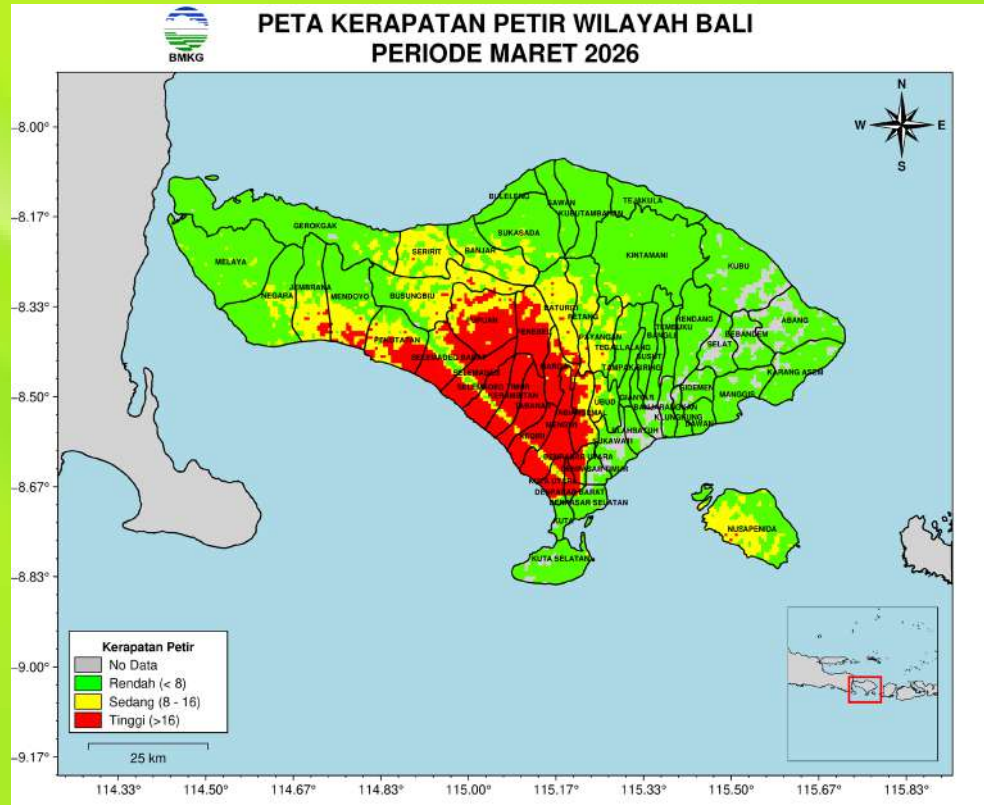 PETA KERAPATAN PETIR WILAYAH BALI
PERIODE MARET 2026
BMKG
N
W
E
S
-8.00°
-8.17°
-8.33°
-8.50°
-8.67°
-8.83°
-9.00°
-9.17°
BULELENG
SAWAN
TEJAKULA
KUBUTAMBAHAN
GEROKGAK
SUKASADA
SERIRIT
BANJAR
KINTAMANI
MELAYA
KUBU
JEMBRANA
NEGARA
MENDOYO
BUSUNGBIU
BATURITI
PETANG
RENDANG
ABANG
PUPUAN
TEMBUKU
PENEBEL
BANGLI
BEBANDEM
PEKUTATAN
PAYANGAN
SELAT
TEGALLALANG
SUSUT
SELEMADEG BARAT
MARGA
TAMPAKSIRING
SELEMADEG
KARANG ASEM
SELEMADEG TIMUR
SIDEMEN
KERAMBITAN
MANGGIS
UBUD
GIANYAR
TABANAN
BANJARANGKAN
ABIANSEMAL
KLUNGKUNG
MENGWI
DAWAN
BLAHBATUH
KEDIRI
SUKAWATI
DENPASAR UTARA
DENPASAR TIMUR
KUTA UTARA
DENPASAR BARAT
DENPASAR SELATAN
KUTA
NUSAPENIDA
KUTA SELATAN
Kerapatan Petir
No Data
Rendah (< 8)
Sedang (8 - 16)
Tinggi (>16)
25 km
114.33° 114.50° 114.67° 114.83° 115.00° 115.17° 115.33° 115.50° 115.67° 115.83°